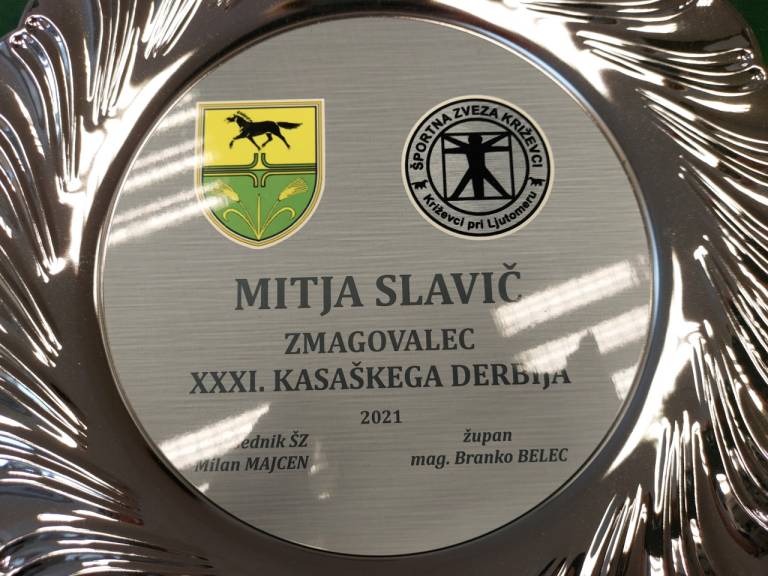 ŠPORTNA ZVEZA KRIŽEVCI
Križevci pri Ljutomeru
MITJA SLAVIČ
ZMAGOVALEC
XXXI. KASAŠKEGA DERBIJA
2021
ŠZ
župan
Milan MAJCEN
mag. Branko BELEC